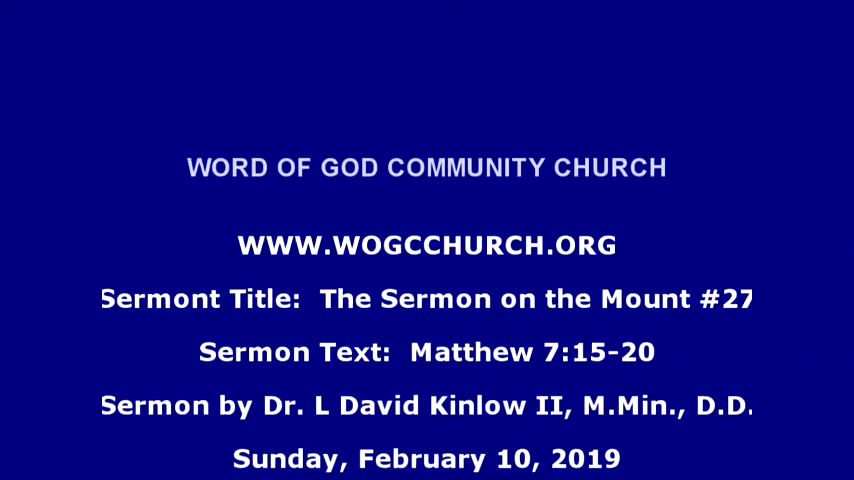 WORD OF GOD COMMUNITY CHURCH
WWW.WOGCCHURCH.ORG
Sermont Title: The Sermon on the Mount #27
Sermon Text: Matthew 7:15-20
Sermon by Dr. L David Kinlow II, M.Min., D.D.
Sunday, February 10, 2019